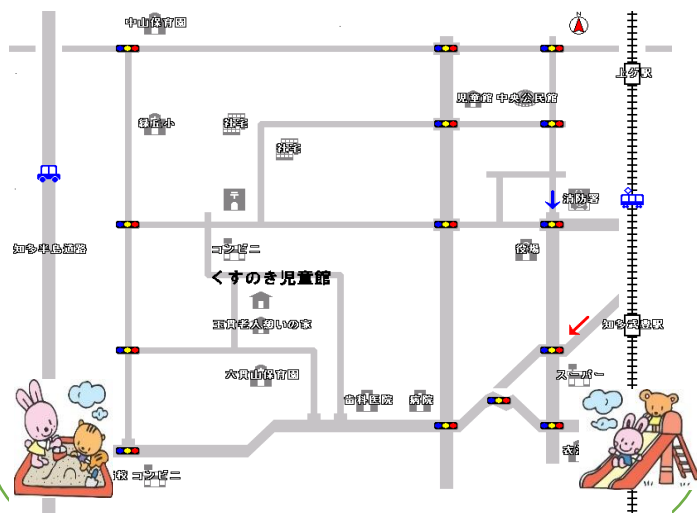 中山保育園
N
上ゲ駅
児童館 中央公民館
緑丘小
社宅
社宅
消防署
知多半島道路
コンビニ
役場
くすのき児童館
玉貫老人憩いの家
知多武豊駅
六貫山保育園
スーパー
歯科医院
病院
コンビニ